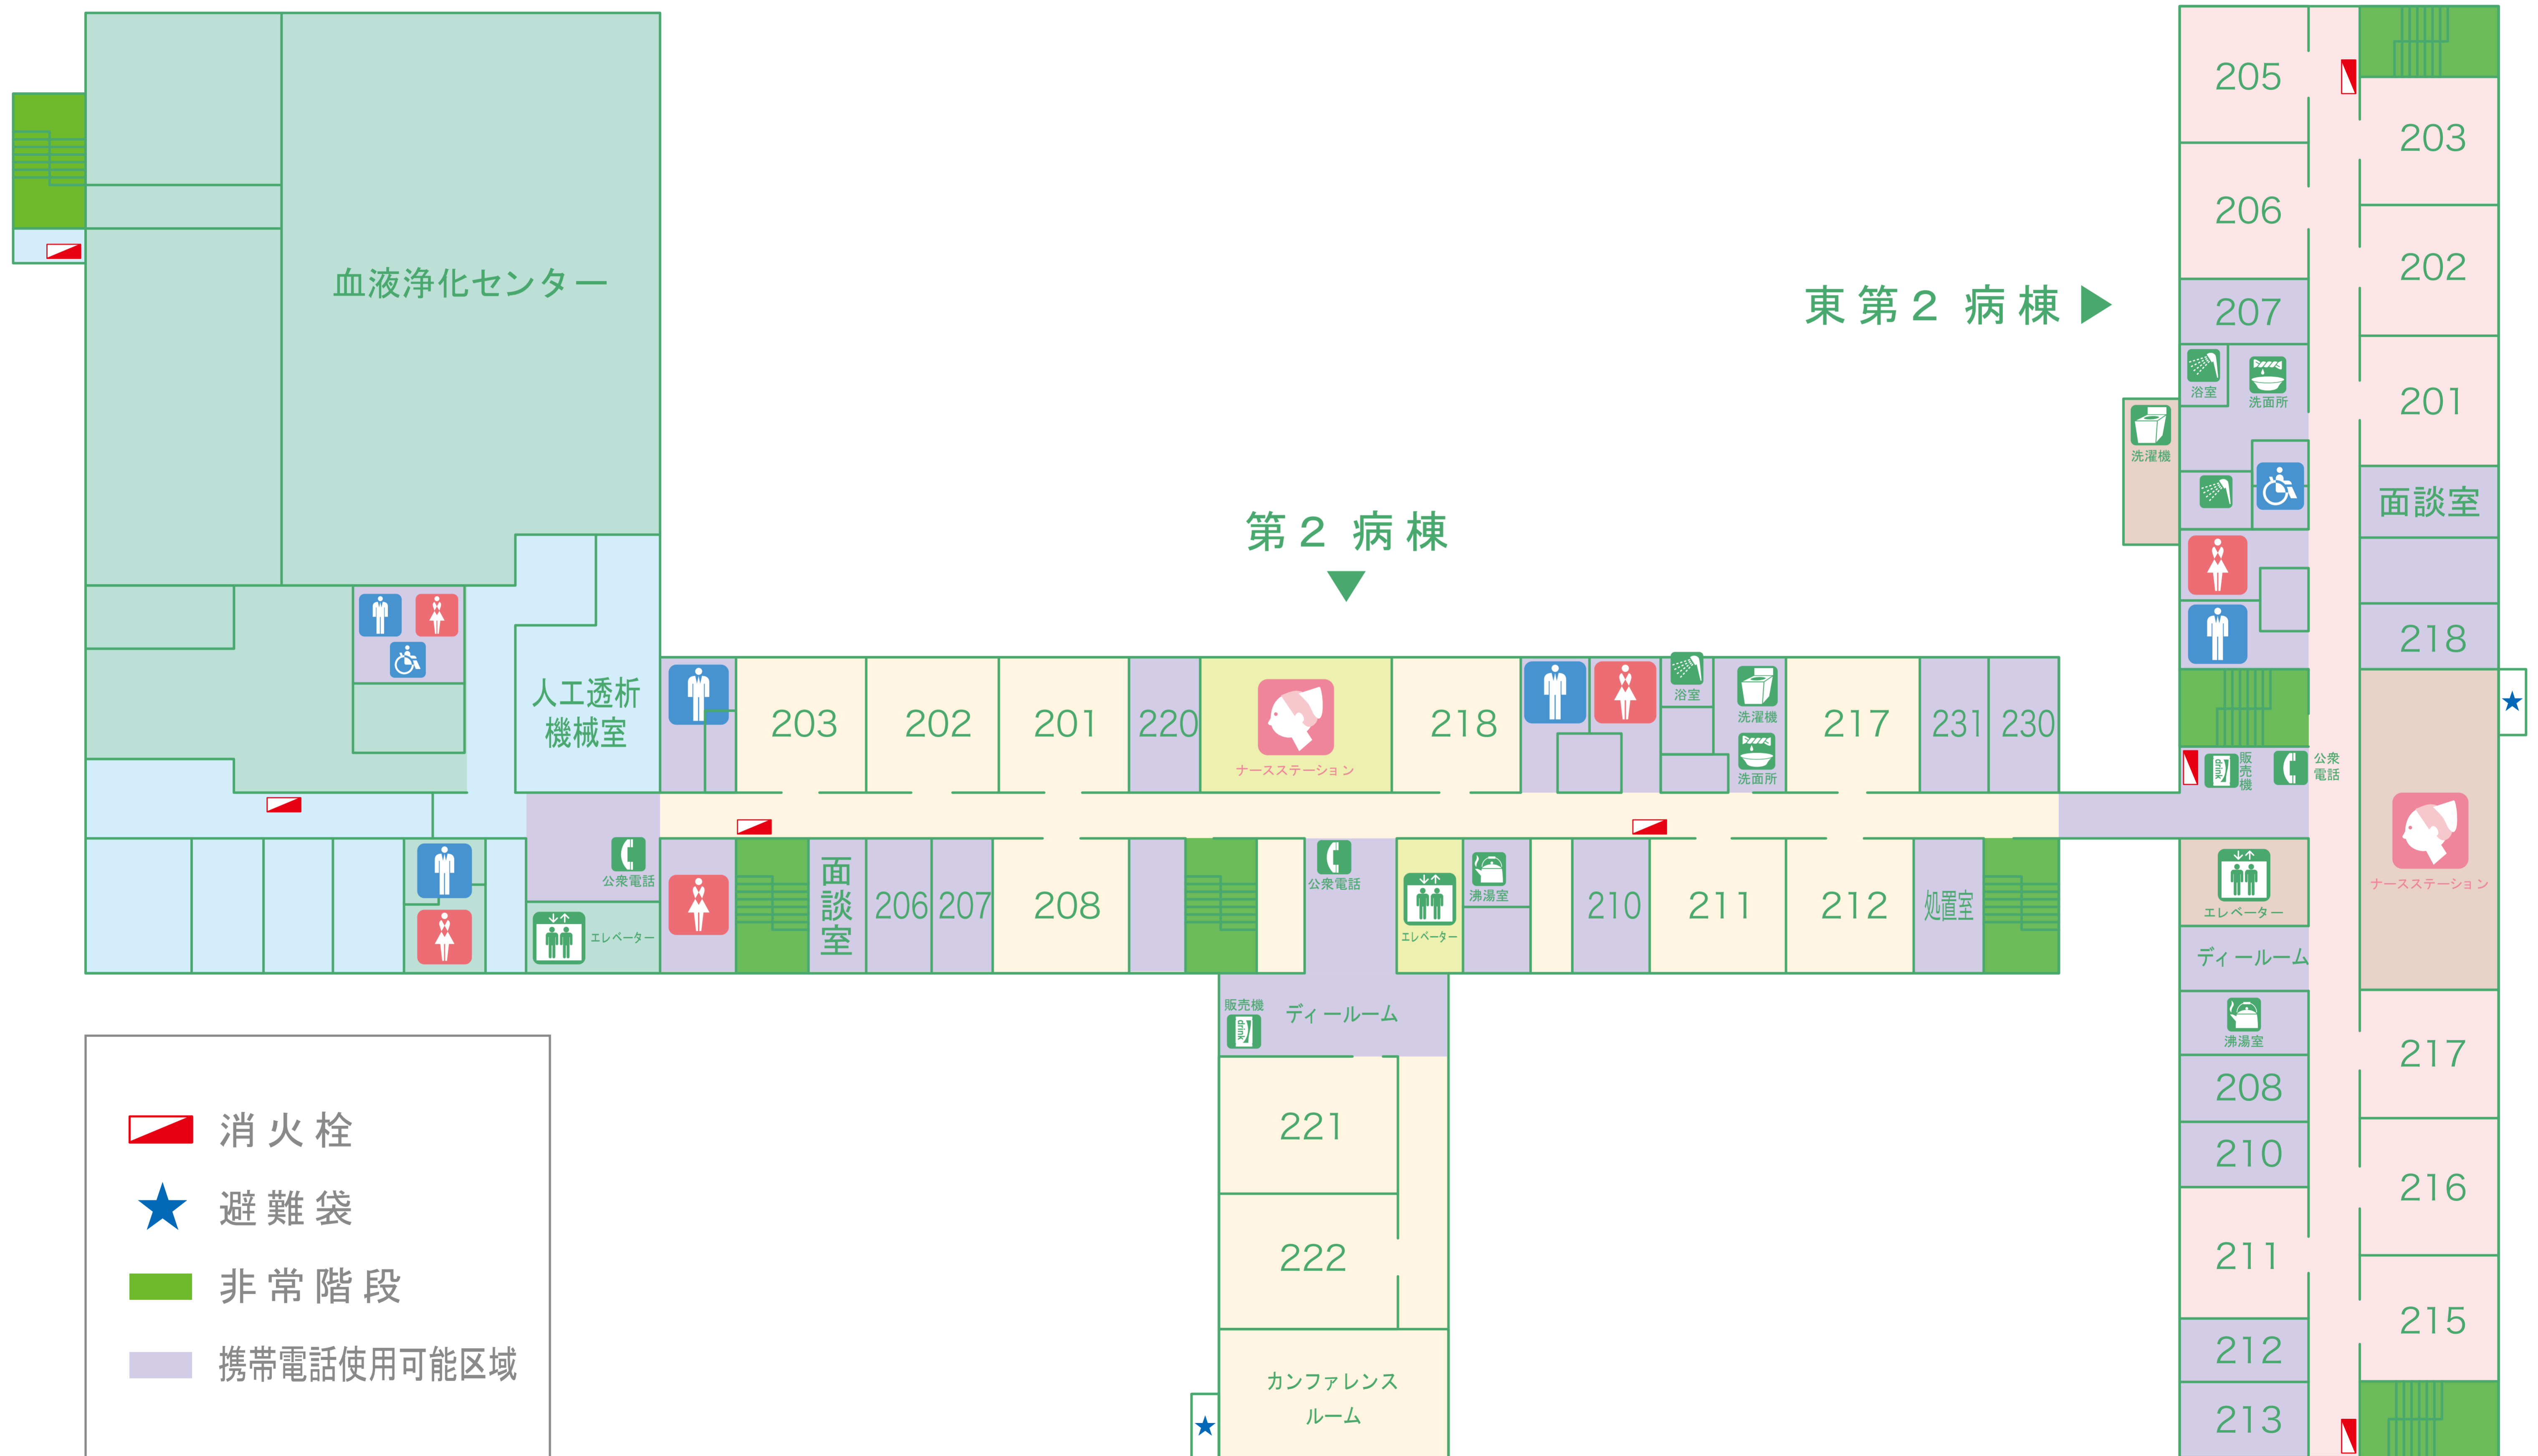 血液浄化センター
人工透析
機械室
公衆電話
エレベーター
東第2 病棟
第2 病棟
203
202
201
220
ナースステーション
218
浴室
洗濯機
洗面所
217
231
230
面
談
室
206
207
208
公衆電話
エレベーター
沸湯室
210
211
212
処置室
販売機
drink
ディールーム
221
222
カンファレンス
ルーム
205
203
206
202
207
201
浴室
洗面所
洗濯機
面談室
218
drink
販
売
機
公衆
電話
ナースステーション
エレベーター
ディールーム
沸湯室
217
208
210
216
211
215
212
213
消火栓
避難袋
非常階段
携帯電話使用可能区域